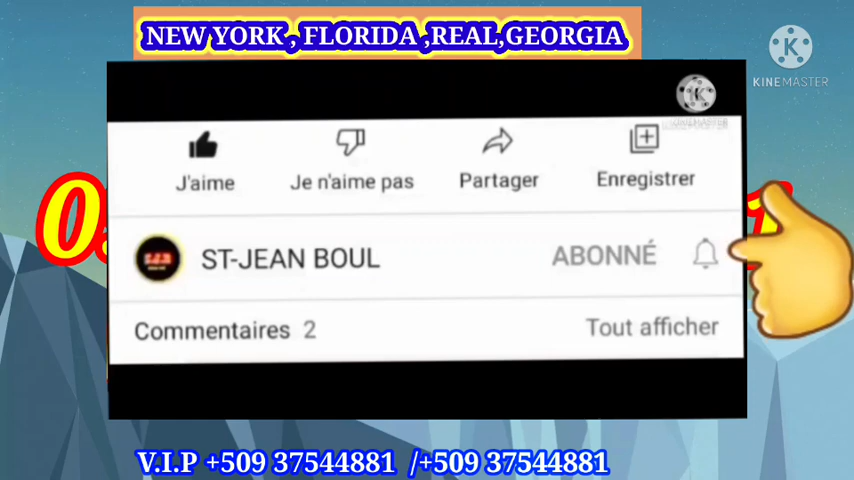 NEW YORK , FLORIDA ,REAL,GEORGIA
KINEMASTER
J'aime
Je n'aime pas
Partager
Enregistrer
ST-JEAN BOUL
ABONNÉ
Commentaires 2
Tout afficher
V.I.P +509 37544881 /+509 37544881